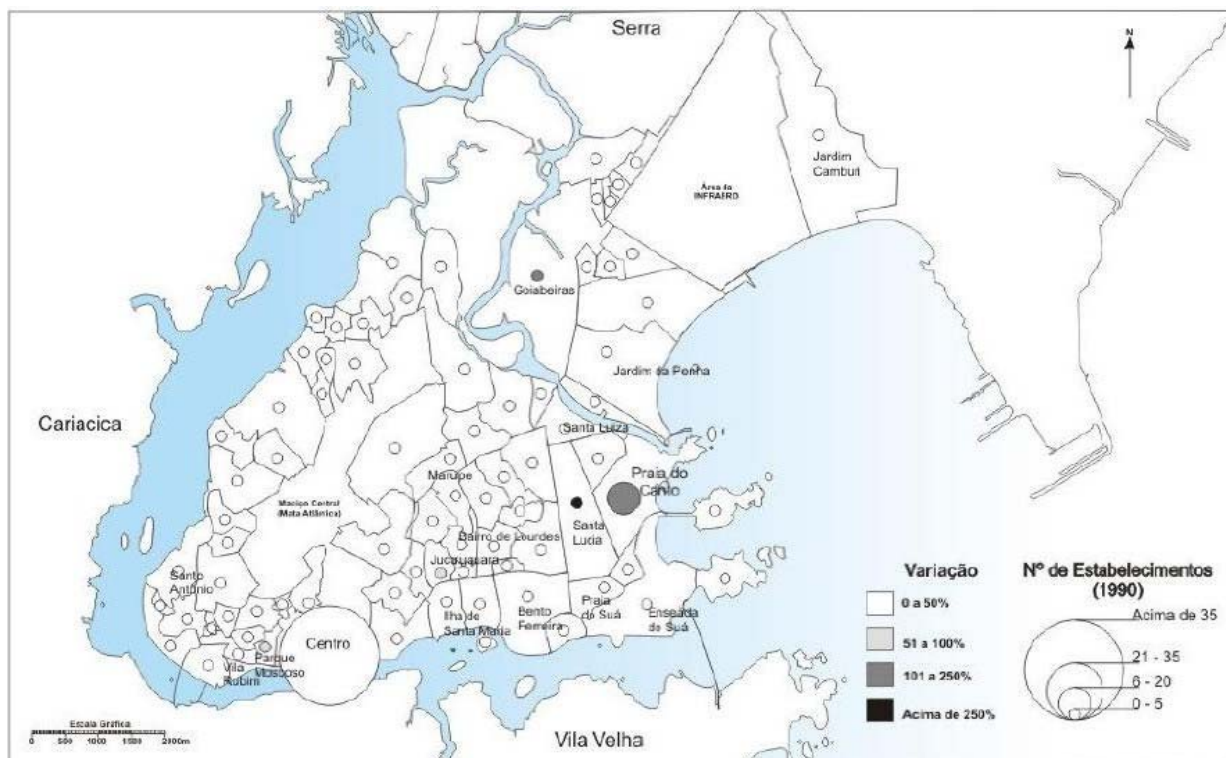 Serra
N
Jardim
Camburi
Área da
INFRAERO
Goiabeiras
Jardim da Penha
Cariacica
Santa Luiza
Maruípe
Praia do
Canto
Maciço Central
(Mata Atlântica)
Santa
Lucia
Bairro de Lourdes
Jucutuquara
Santo
Antônio
Ilha de
Santa Maria
Bento
Ferreira
Praia
de Suá
Enseada
de Suá
Centro
Parque
Moscoso
Vila
Rubim
Vila Velha
Escala Gráfica
0 500 1000 1500 2000m
Variação
0 a 50%
51 a 100%
101 a 250%
Acima de 250%
Nº de Estabelecimentos
(1990)
Acima de 35
21 - 35
6 - 20
0 - 5